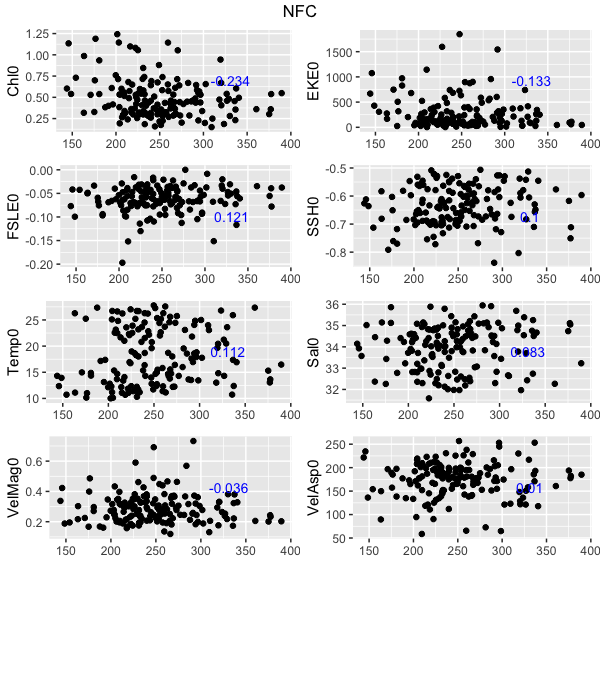 NFC
Chl0
1.25
1.00
0.75
0.50
0.25
-0.234
150 200 250 300 350 400
EKE0
1500
1000
500
0
-0.133
150 200 250 300 350 400
FSLE0
0.00
-0.05
-0.10
-0.15
-0.20
0.121
150 200 250 300 350 400
SSH0
-0.5
-0.6
-0.7
-0.8
0.1
150 200 250 300 350 400
Temp0
25
20
15
10
0.112
150 200 250 300 350 400
Sal0
36
35
34
33
32
0.083
150 200 250 300 350 400
VelMag0
0.6
0.4
0.2
-0.036
150 200 250 300 350 400
VelAsp0
250
200
150
100
50
0.01
150 200 250 300 350 400